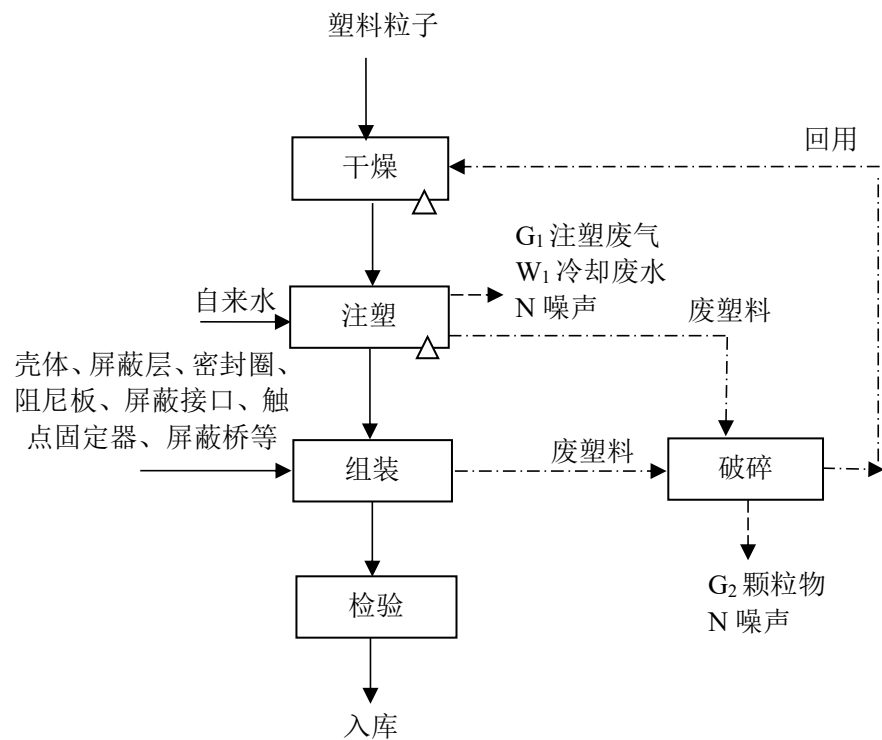 塑料粒子
回用
干燥
G₁注塑废气
W₁冷却废水
N 噪声
自来水
注塑
废塑料
壳体、屏蔽层、密封圈、
阻尼板、屏蔽接口、触
点固定器、屏蔽桥等
组装
废塑料
破碎
G₂颗粒物
N 噪声
检验
入库